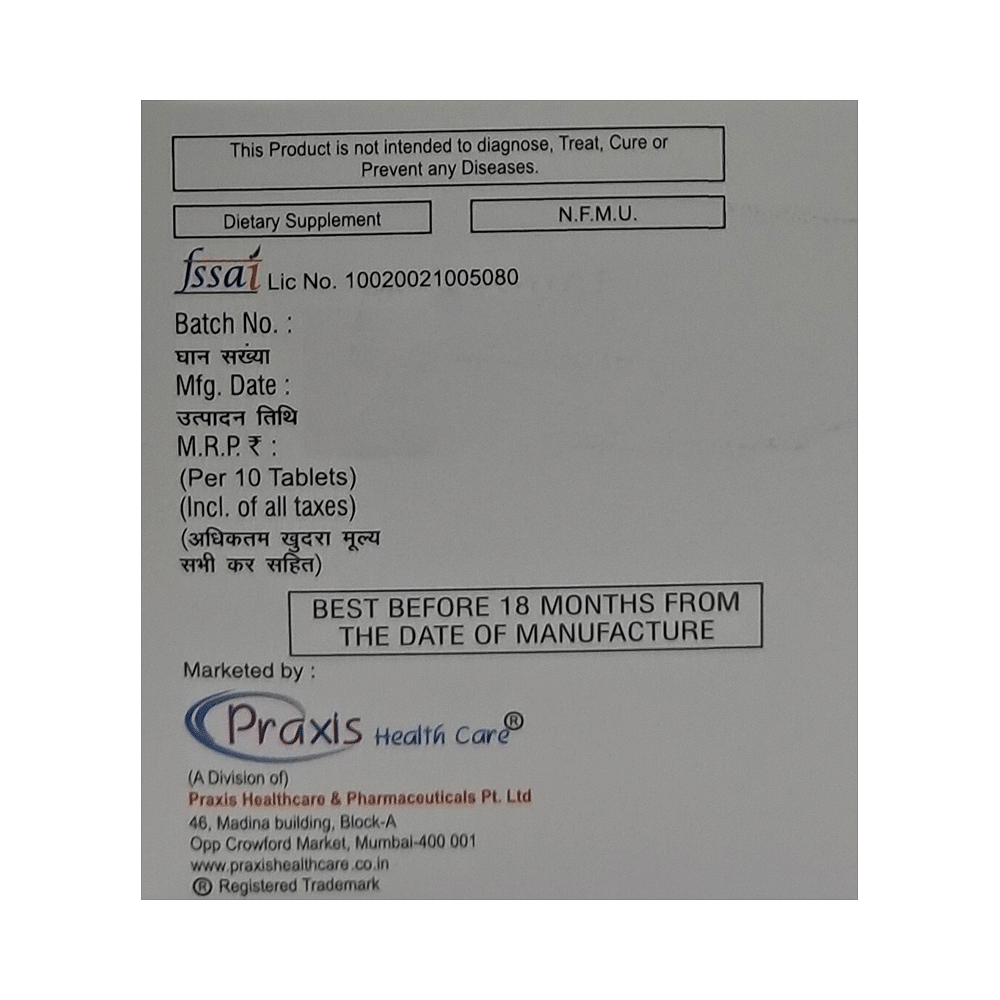 This Product is not intended to diagnose, Treat, Cure or
Prevent any Diseases.
Dietary Supplement
N.F.M.U.
fssai Lic No. 10020021005080
Batch No. :
घान सख्ंया
Mfg. Date :
उत्पादन तिथि
M.R.P. ₹ :
(Per 10 Tablets)
(Incl. of all taxes)
(अधिकतम खुदरा मूल्य
सभी कर सहित)
BEST BEFORE 18 MONTHS FROM
THE DATE OF MANUFACTURE
Marketed by :
Praxis Health Care®
(A Division of)
Praxis Healthcare & Pharmaceuticals Pt. Ltd
46, Madina building, Block-A
Opp Crowford Market, Mumbai-400 001
www.praxishealthcare.co.in
® Registered Trademark